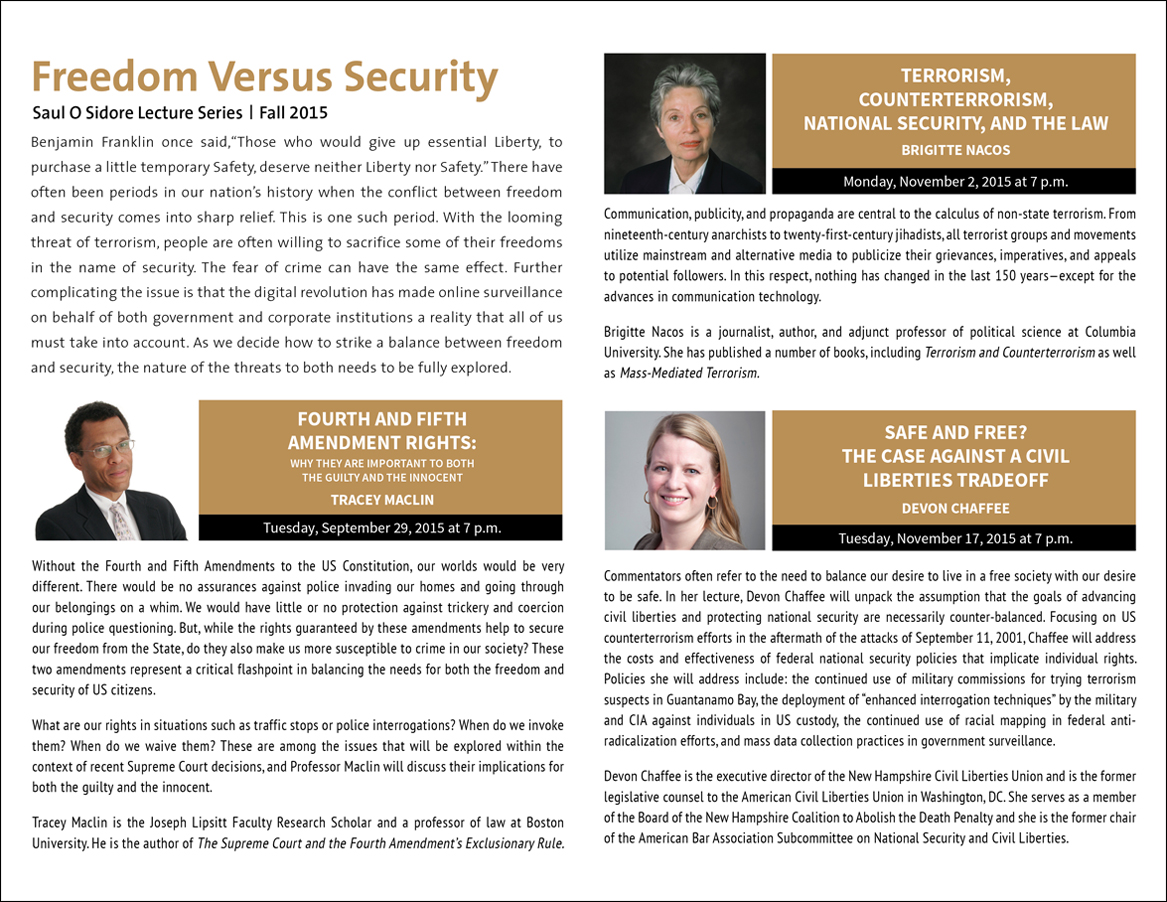 Freedom Versus Security
Saul O Sidore Lecture Series | Fall 2015
Benjamin Franklin once said,“Those who would give up essential Liberty, to
purchase a little temporary Safety, deserve neither Liberty nor Safety.” There have
often been periods in our nation’s history when the conflict between freedom
and security comes into sharp relief. This is one such period. With the looming
threat of terrorism, people are often willing to sacrifice some of their freedoms
in the name of security. The fear of crime can have the same effect. Further
complicating the issue is that the digital revolution has made online surveillance
on behalf of both government and corporate institutions a reality that all of us
must take into account. As we decide how to strike a balance between freedom
and security, the nature of the threats to both needs to be fully explored.
FOURTH AND FIFTH
AMENDMENT RIGHTS:
WHY THEY ARE IMPORTANT TO BOTH
THE GUILTY AND THE INNOCENT
TRACEY MACLIN
Tuesday, September 29, 2015 at 7 p.m.
Without the Fourth and Fifth Amendments to the US Constitution, our worlds would be very
different. There would be no assurances against police invading our homes and going through
our belongings on a whim. We would have little or no protection against trickery and coercion
during police questioning. But, while the rights guaranteed by these amendments help to secure
our freedom from the State, do they also make us more susceptible to crime in our society? These
two amendments represent a critical flashpoint in balancing the needs for both the freedom and
security of US citizens.
What are our rights in situations such as traffic stops or police interrogations? When do we invoke
them? When do we waive them? These are among the issues that will be explored within the
context of recent Supreme Court decisions, and Professor Maclin will discuss their implications for
both the guilty and the innocent.
Tracey Maclin is the Joseph Lipsitt Faculty Research Scholar and a professor of law at Boston
University. He is the author of The Supreme Court and the Fourth Amendment’s Exclusionary Rule.
TERRORISM,
COUNTERTERRORISM,
NATIONAL SECURITY, AND THE LAW
BRIGITTE NACOS
Monday, November 2, 2015 at 7 p.m.
Communication, publicity, and propaganda are central to the calculus of non-state terrorism. From
nineteenth-century anarchists to twenty-first-century jihadists, all terrorist groups and movements
utilize mainstream and alternative media to publicize their grievances, imperatives, and appeals
to potential followers. In this respect, nothing has changed in the last 150 years—except for the
advances in communication technology.
Brigitte Nacos is a journalist, author, and adjunct professor of political science at Columbia
University. She has published a number of books, including Terrorism and Counterterrorism as well
as Mass-Mediated Terrorism.
SAFE AND FREE?
THE CASE AGAINST A CIVIL
LIBERTIES TRADEOFF
DEVON CHAFFEE
Tuesday, November 17, 2015 at 7 p.m.
Commentators often refer to the need to balance our desire to live in a free society with our desire
to be safe. In her lecture, Devon Chaffee will unpack the assumption that the goals of advancing
civil liberties and protecting national security are necessarily counter-balanced. Focusing on US
counterterrorism efforts in the aftermath of the attacks of September 11, 2001, Chaffee will address
the costs and effectiveness of federal national security policies that implicate individual rights.
Policies she will address include: the continued use of military commissions for trying terrorism
suspects in Guantanamo Bay, the deployment of “enhanced interrogation techniques” by the military
and CIA against individuals in US custody, the continued use of racial mapping in federal anti-
radicalization efforts, and mass data collection practices in government surveillance.
Devon Chaffee is the executive director of the New Hampshire Civil Liberties Union and is the former
legislative counsel to the American Civil Liberties Union in Washington, DC. She serves as a member
of the Board of the New Hampshire Coalition to Abolish the Death Penalty and she is the former chair
of the American Bar Association Subcommittee on National Security and Civil Liberties.